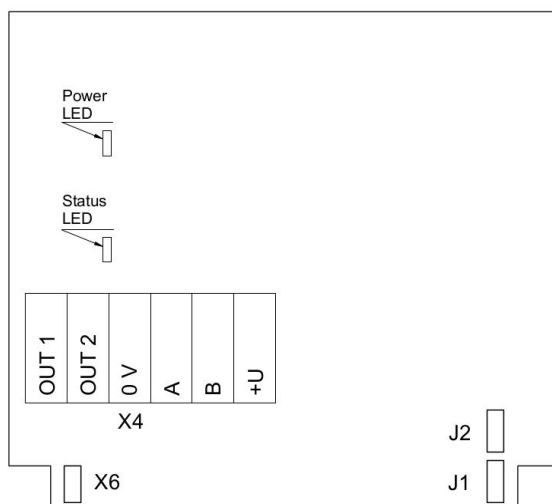 Power
LED
Status
LED
OUT 1
OUT 2
0 V
A
B
+U
X4
J2
X6
J1